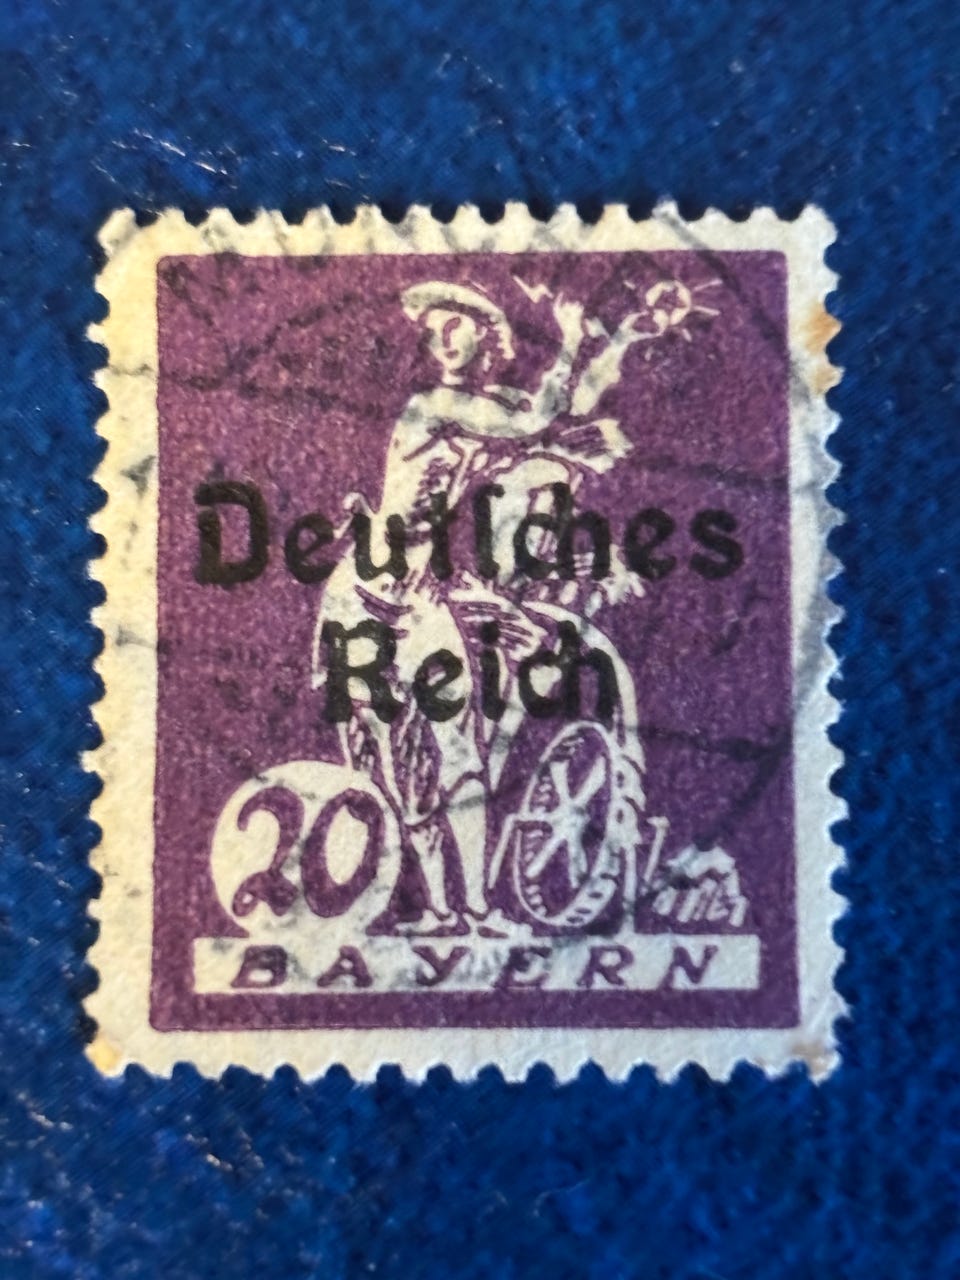 Deutſches
Reich
20
BAYERN